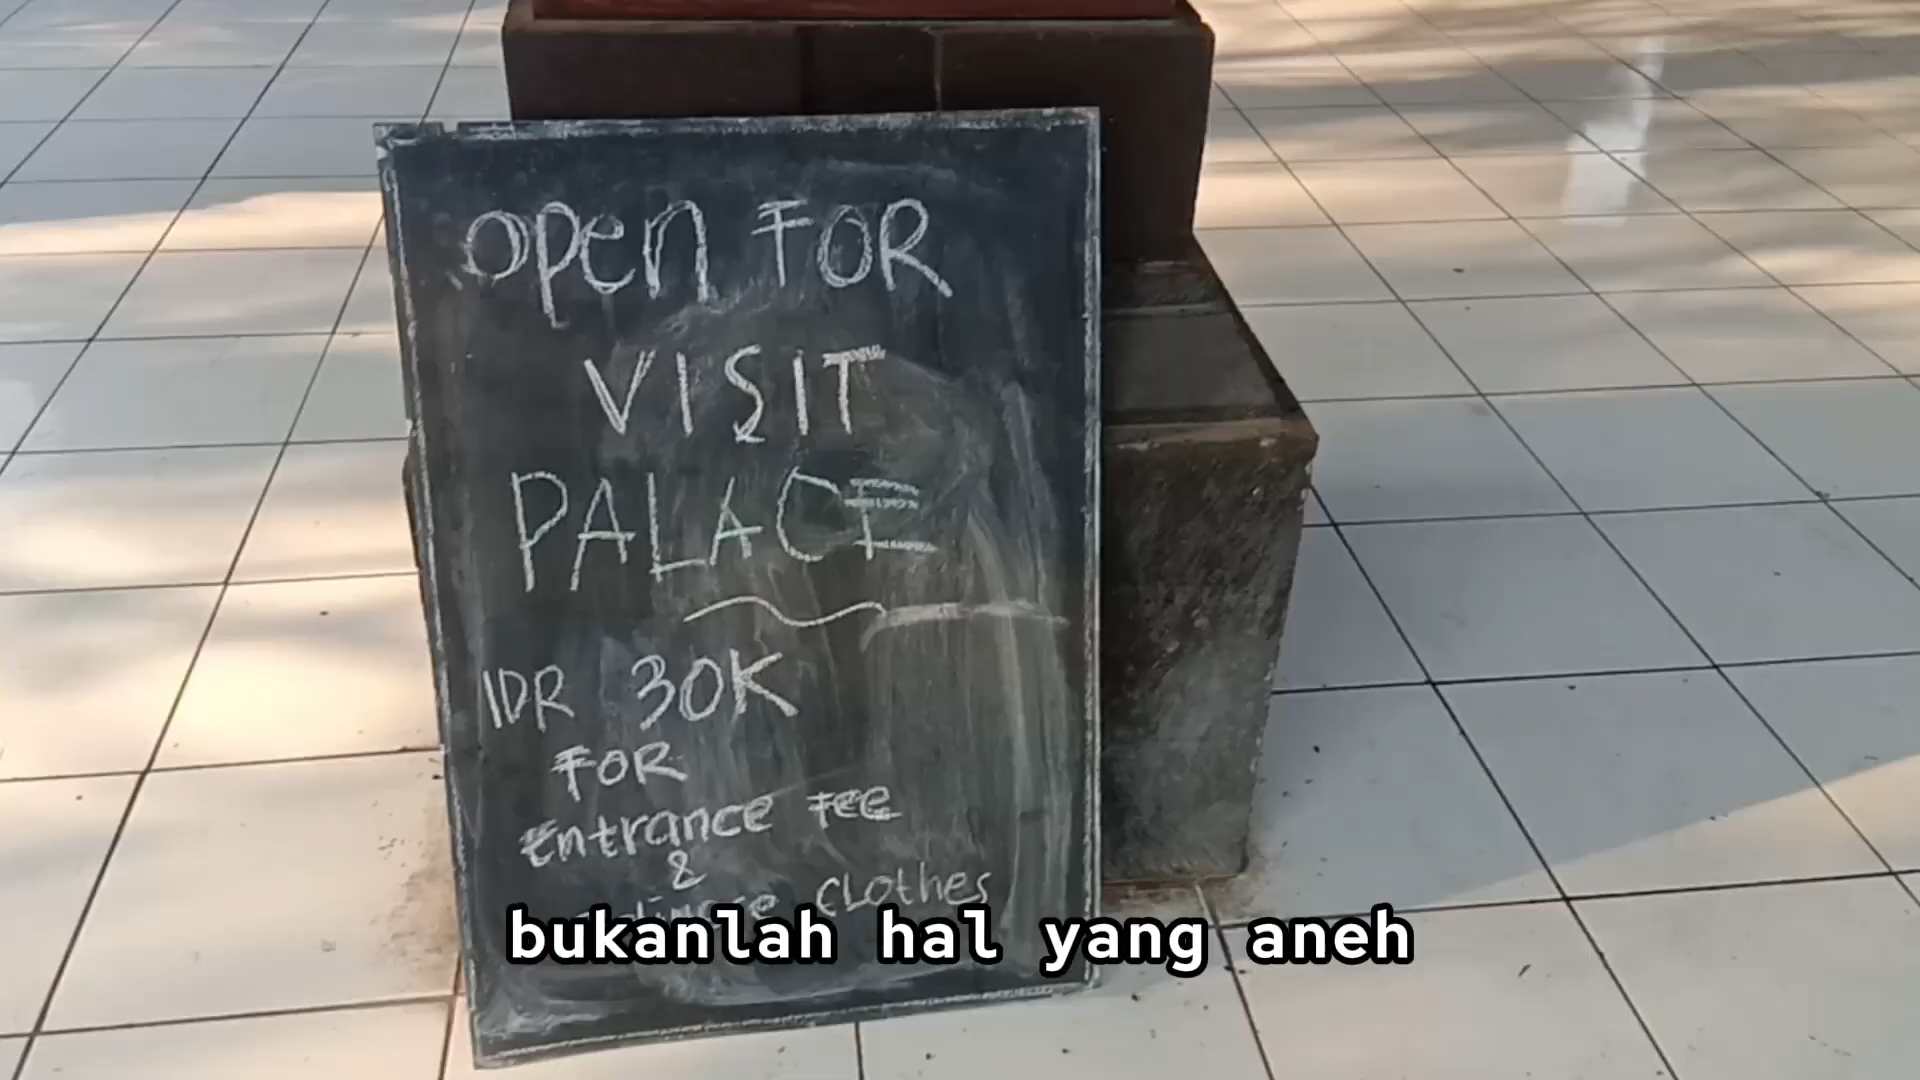 open FOR
VISIT
PALACE
IDR 30K
FOR
Entrance Fee
&
CLothes
bukanlah hal yang aneh